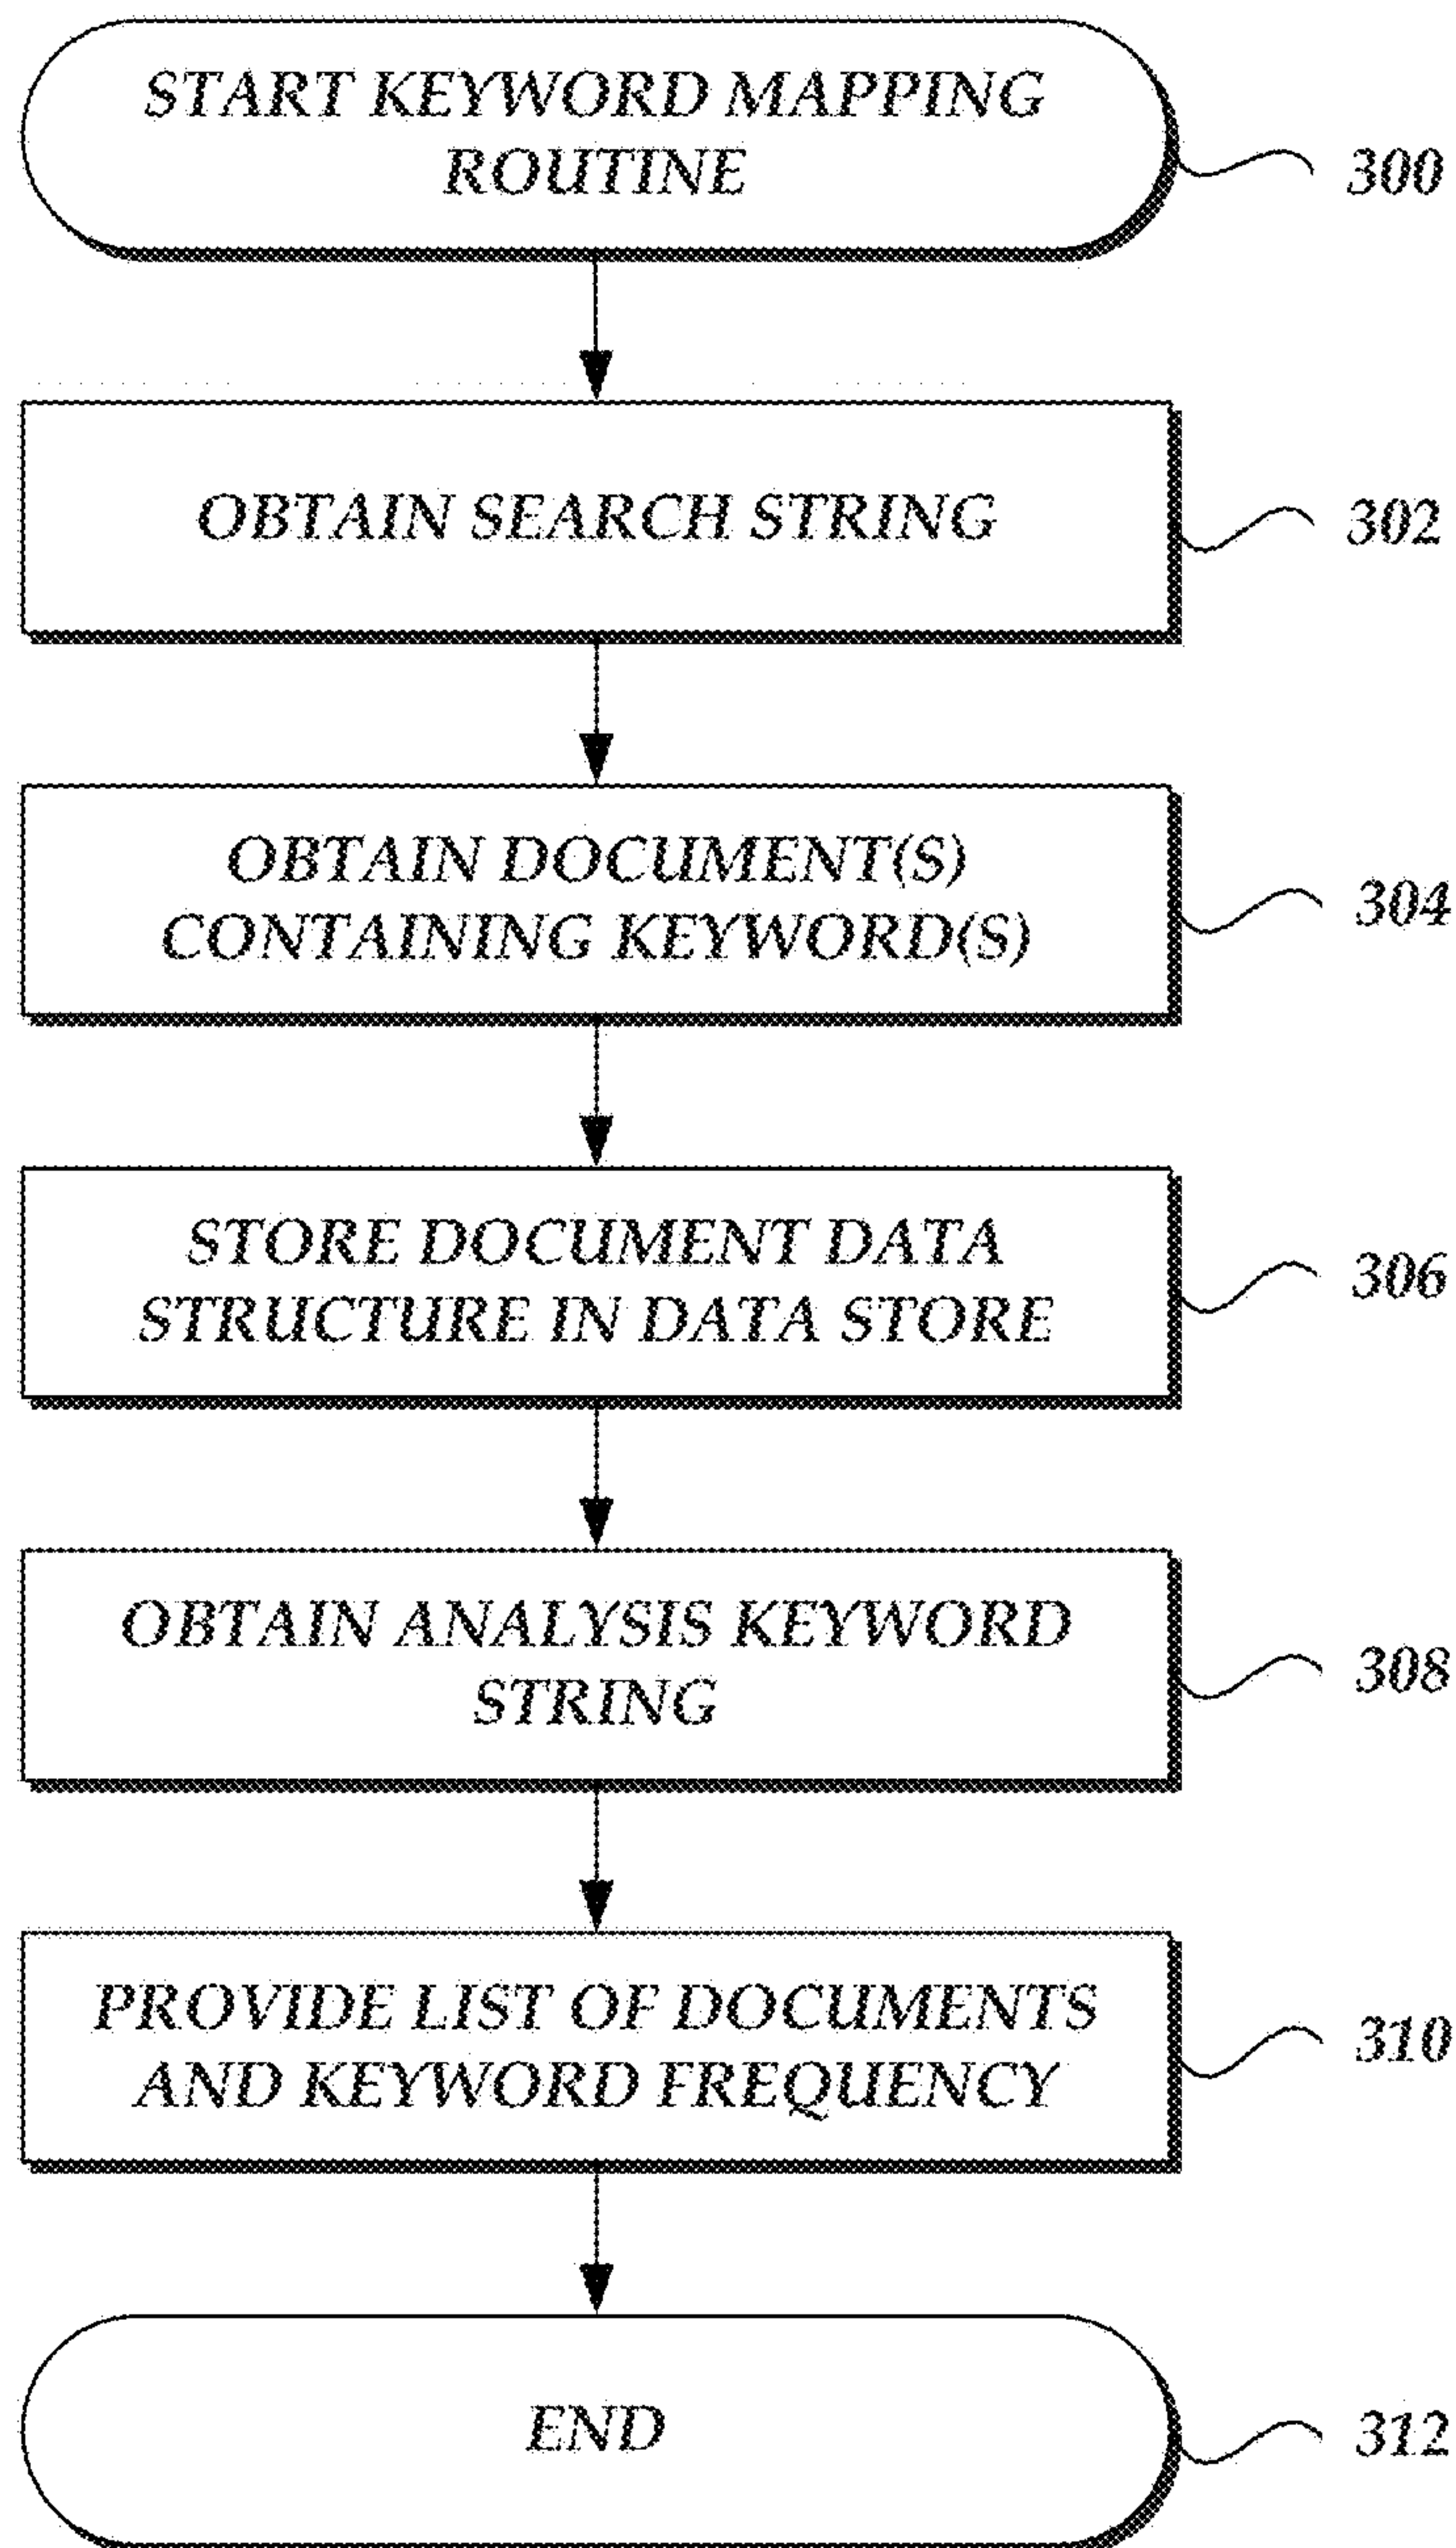 START KEYWORD MAPPING
ROUTINE
300
OBTAIN SEARCH STRING
302
OBTAIN DOCUMENT(S)
CONTAINING KEYWORD(S)
304
STORE DOCUMENT DATA
STRUCTURE IN DATA STORE
306
OBTAIN ANALYSIS KEYWORD
STRING
308
PROVIDE LIST OF DOCUMENTS
AND KEYWORD FREQUENCY
310
END
312